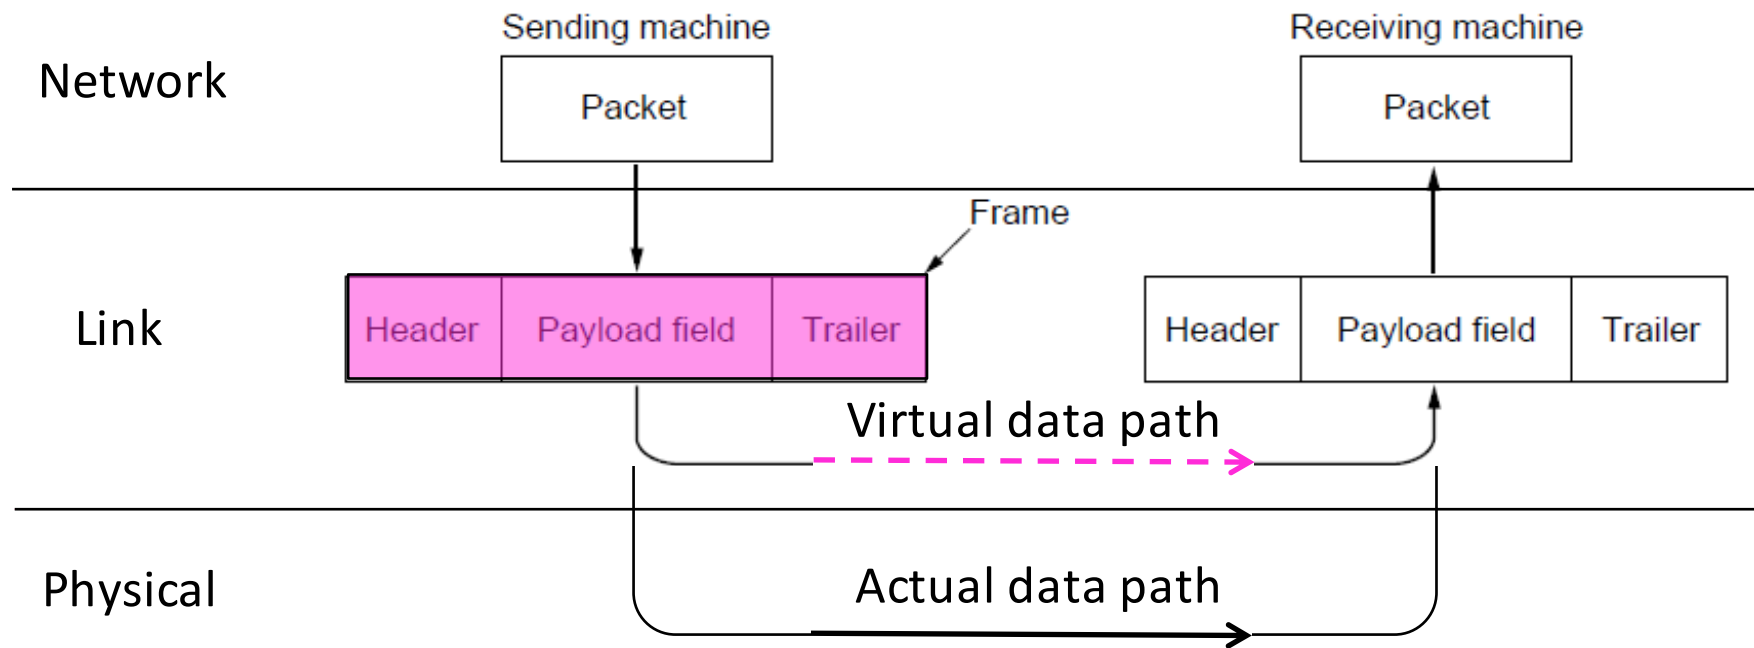 Sending machine
Receiving machine
Network
Packet
Packet
Frame
Link
Header
Payload field
Trailer
Header
Payload field
Trailer
Virtual data path
Physical
Actual data path